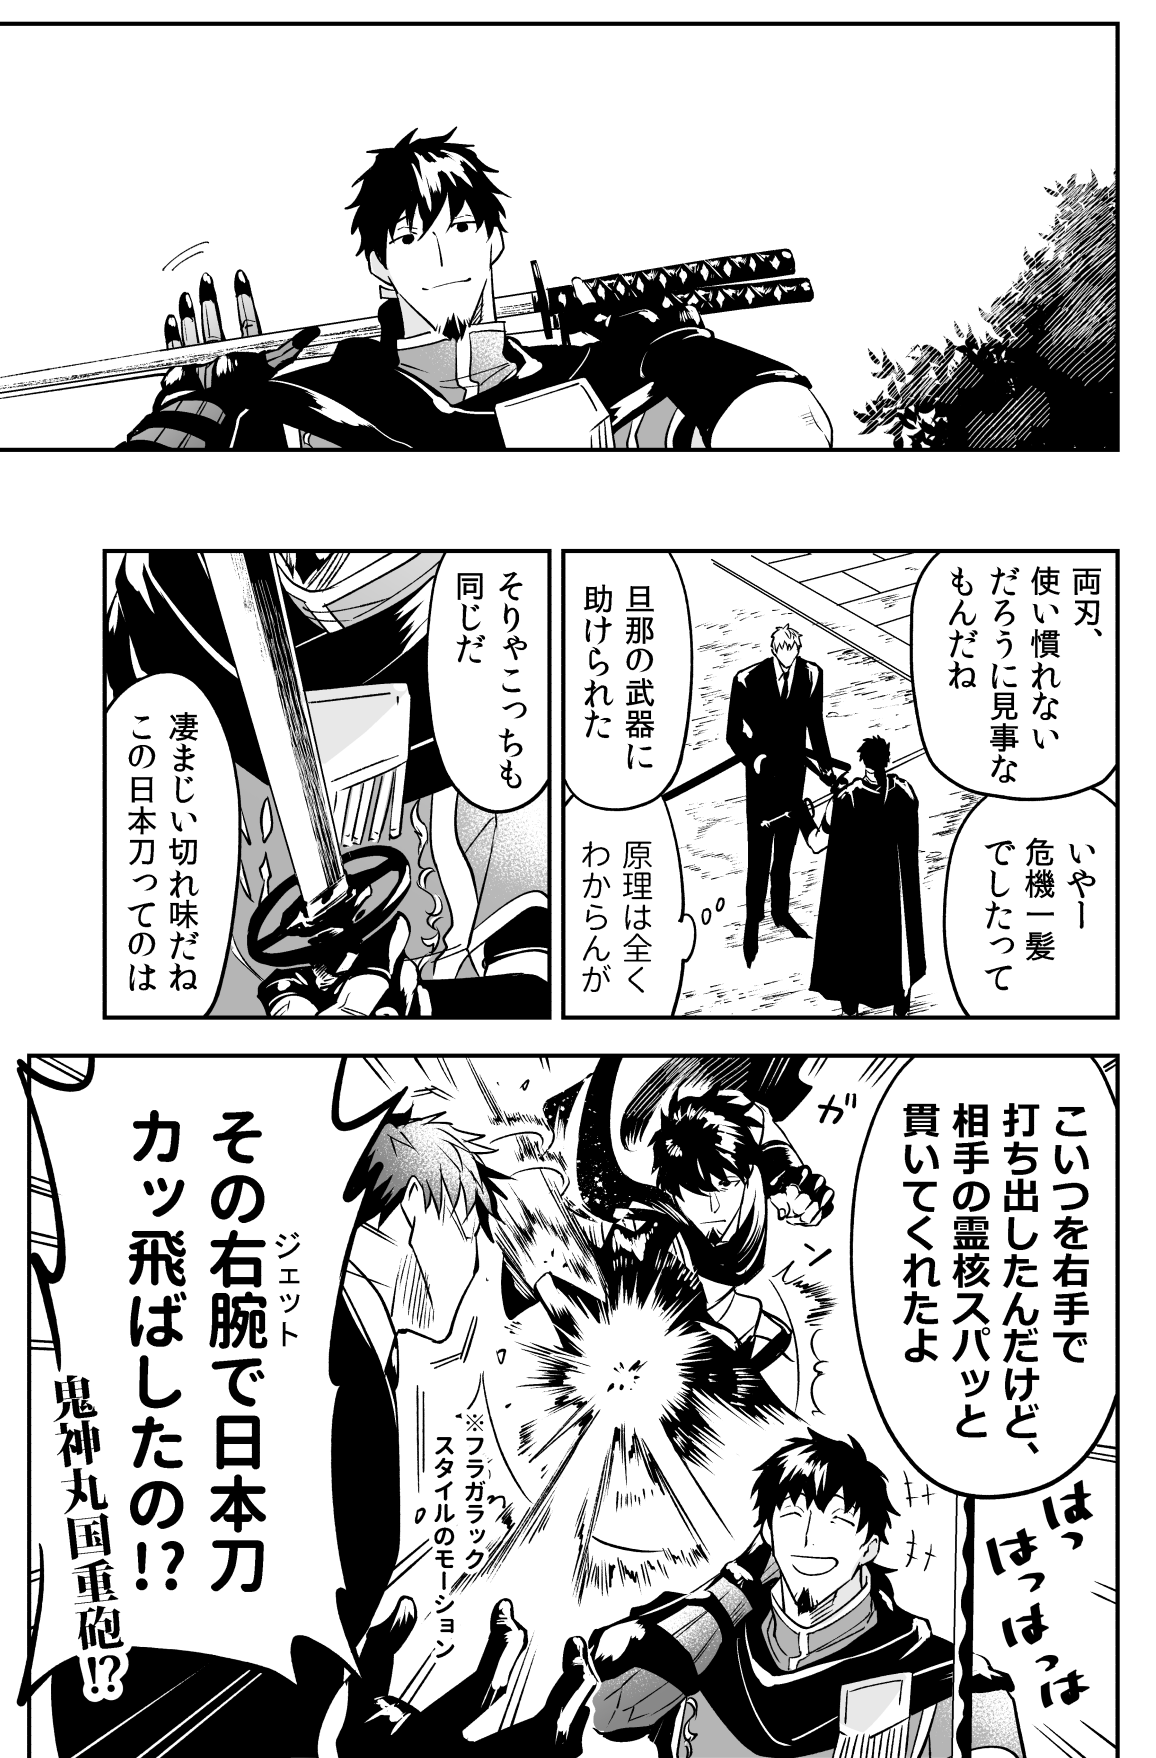 両刃、
使い慣れない
だろうに見事な
もんだね
いやー
危機一髪
でしたって
旦那の武器に
助けられた
原理は全く
わからんが
そりゃこっちも
同じだ
凄まじい切れ味だね
この日本刀ってのは
こいつを右手で
打ち出したんだけど、
相手の霊核スパッと
貫いてくれたよ
ガ
ン
はっ
はっ
はっ
はっ
は
※フラガラック
スタイルのモーション
ジェット
その右腕で日本刀
カッ飛ばしたの!?
鬼神丸国重砲!?